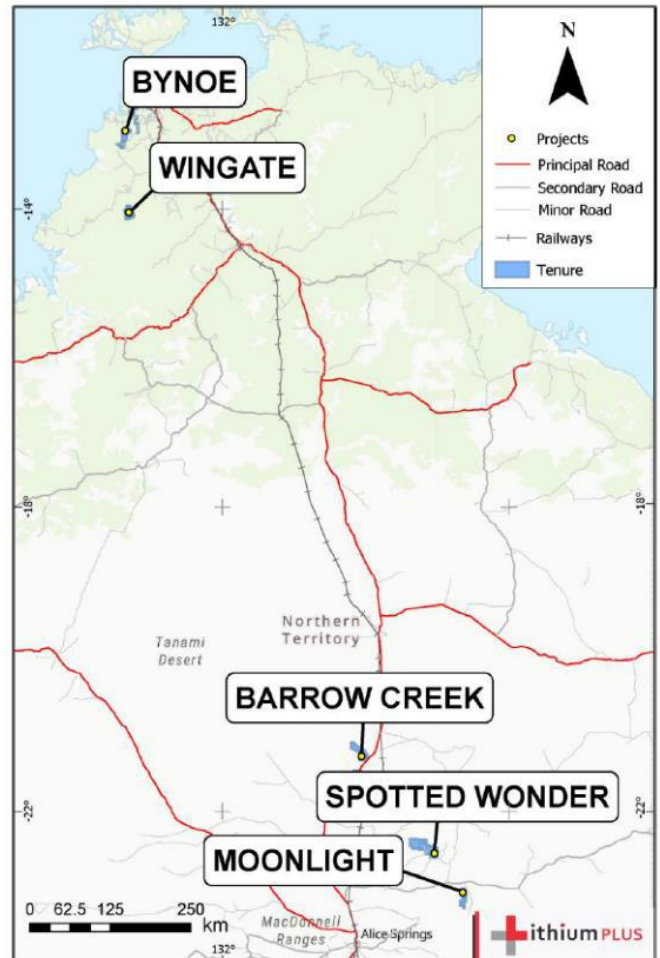 132°
N
Projects
Principal Road
Secondary Road
Minor Road
Railways
Tenure
BYNOE
WINGATE
-14°
-18°
-18°
Northern
Territory
Tanami
Desert
BARROW CREEK
-22°
-22°
SPOTTED WONDER
MOONLIGHT
0 62.5 125 250
km
MacDonnell
Ranges
Alice Springs
132°
ithium PLUS